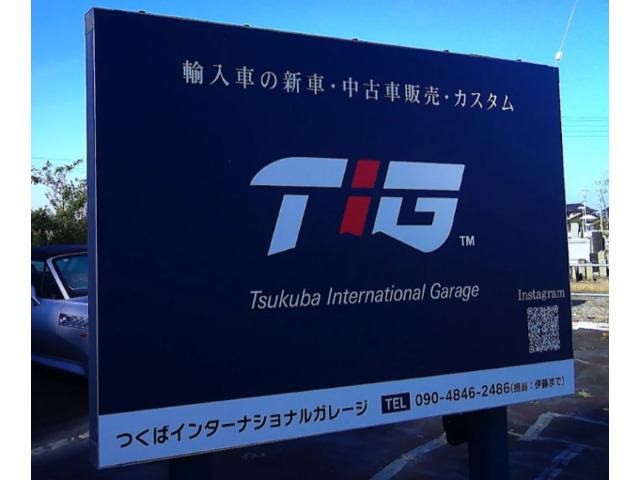 輸入車の新車・中古車販売・カスタム
TiG TM
Tsukuba International Garage
Instagram
つくばインターナショナルガレージ TEL 090-4846-2486(担当：伊藤まで)